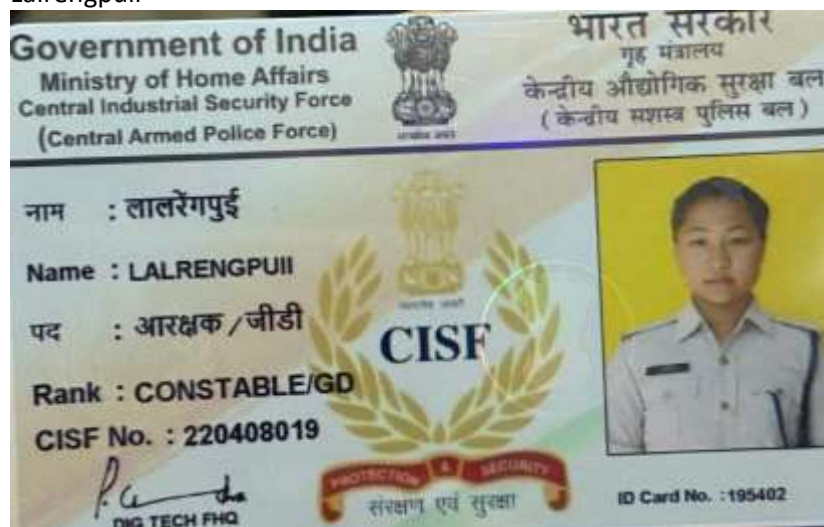 Government of India
Ministry of Home Affairs
Central Industrial Security Force
(Central Armed Police Force)
भारत सरकार
गृह मंत्रालय
केन्द्रीय औद्योगिक सुरक्षा बल
( केन्द्रीय सशस्त्र पुलिस बल )
नाम : लालरेंगपुई
Name : LALRENGPUII
पद : आरक्षक / जीडी
Rank : CONSTABLE/GD
CISF No. : 220408019
DIG TECH FHQ
CISF
PROTECTION & SECURITY
संरक्षण एवं सुरक्षा
ID Card No. : 195402